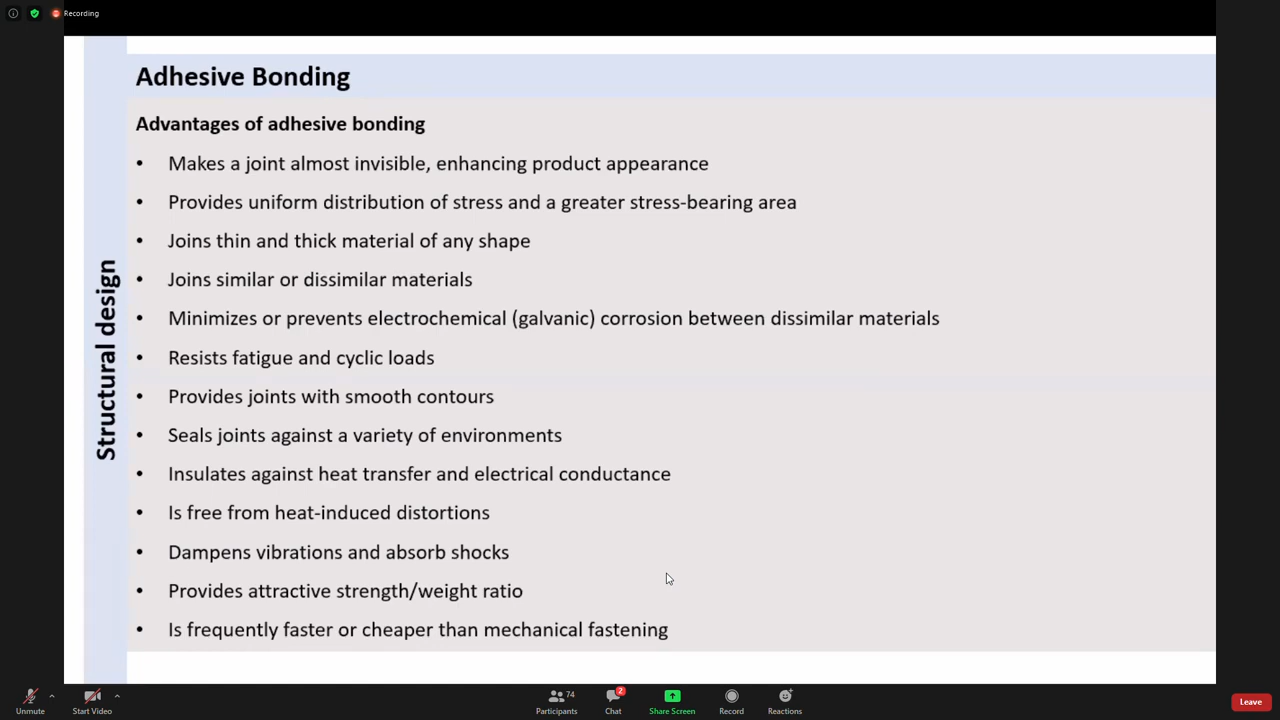 Recording
Adhesive Bonding
Advantages of adhesive bonding
• Makes a joint almost invisible, enhancing product appearance
• Provides uniform distribution of stress and a greater stress-bearing area
• Joins thin and thick material of any shape
• Joins similar or dissimilar materials
• Minimizes or prevents electrochemical (galvanic) corrosion between dissimilar materials
• Resists fatigue and cyclic loads
• Provides joints with smooth contours
• Seals joints against a variety of environments
• Insulates against heat transfer and electrical conductance
• Is free from heat-induced distortions
• Dampens vibrations and absorb shocks
• Provides attractive strength/weight ratio
• Is frequently faster or cheaper than mechanical fastening
Structural design
Unmute
Start Video
74
Participants
2
Chat
Share Screen
Record
Reactions
Leave